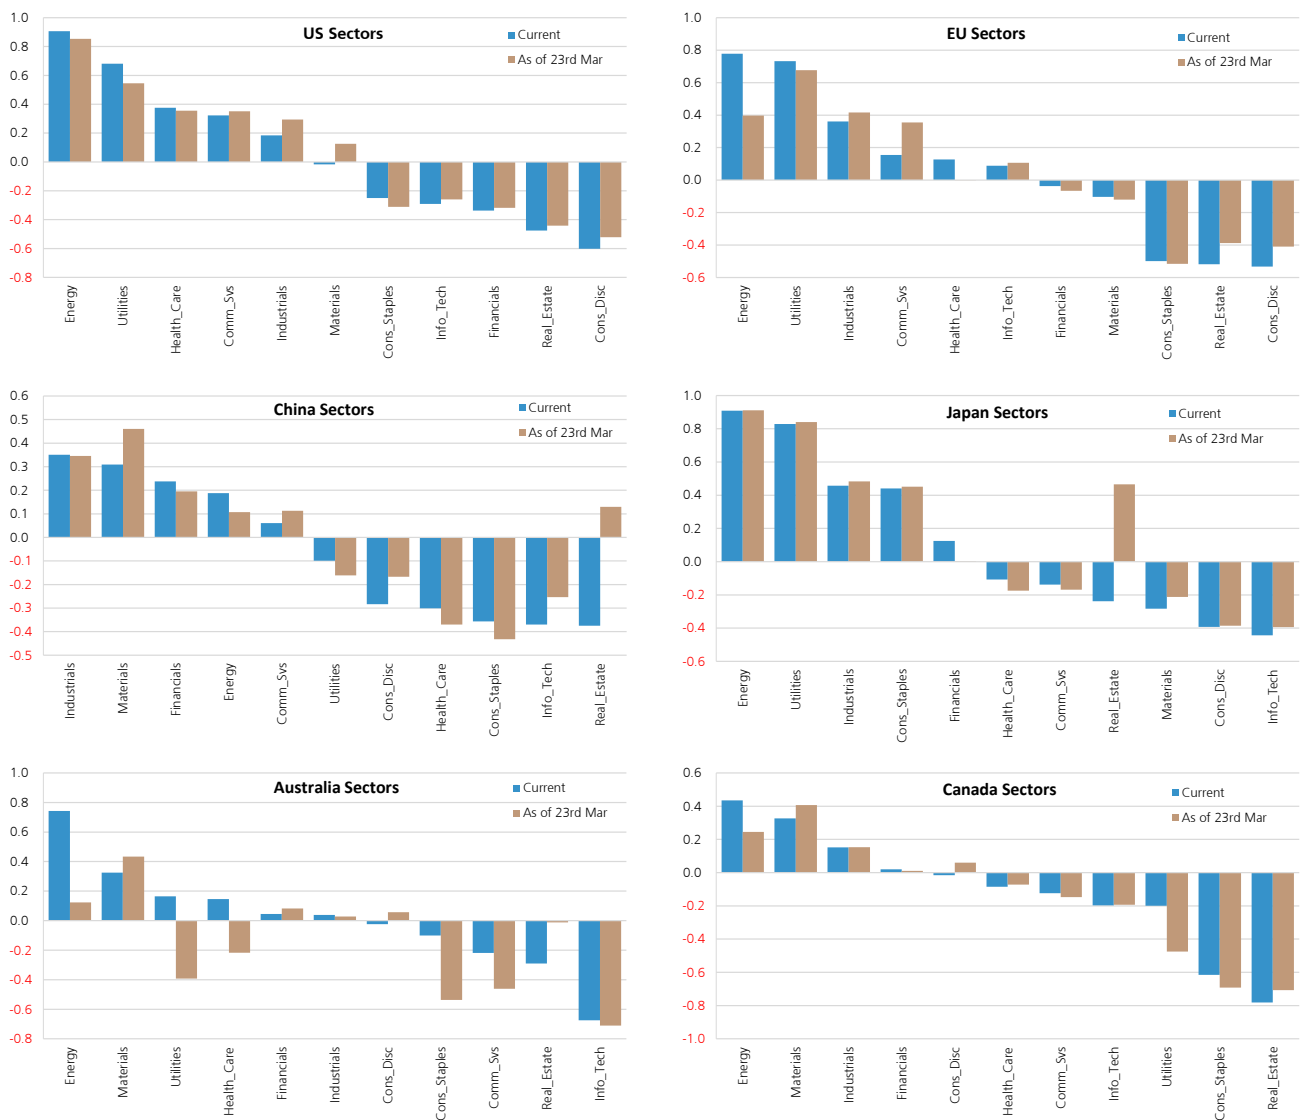 US Sectors
Current
As of 23rd Mar
1.0
0.8
0.6
0.4
0.2
0.0
-0.2
-0.4
-0.6
-0.8
Energy
Utilities
Health_Care
Comm_Svs
Industrials
Materials
Cons_Staples
Info_Tech
Financials
Real_Estate
Cons_Disc
EU Sectors
Current
As of 23rd Mar
1.0
0.8
0.6
0.4
0.2
0.0
-0.2
-0.4
-0.6
Energy
Utilities
Industrials
Comm_Svs
Health_Care
Info_Tech
Financials
Materials
Cons_Staples
Real_Estate
Cons_Disc
China Sectors
Current
As of 23rd Mar
0.6
0.5
0.4
0.3
0.2
0.1
0.0
-0.1
-0.2
-0.3
-0.4
-0.5
Industrials
Materials
Financials
Energy
Comm_Svs
Utilities
Cons_Disc
Health_Care
Cons_Staples
Info_Tech
Real_Estate
Japan Sectors
Current
As of 23rd Mar
1.0
0.8
0.6
0.4
0.2
0.0
-0.2
-0.4
-0.6
Energy
Utilities
Industrials
Cons_Staples
Financials
Health_Care
Comm_Svs
Real_Estate
Materials
Cons_Disc
Info_Tech
Australia Sectors
Current
As of 23rd Mar
1.0
0.8
0.6
0.4
0.2
0.0
-0.2
-0.4
-0.6
-0.8
Energy
Materials
Utilities
Health_Care
Financials
Industrials
Cons_Disc
Cons_Staples
Comm_Svs
Real_Estate
Info_Tech
Canada Sectors
Current
As of 23rd Mar
0.6
0.4
0.2
0.0
-0.2
-0.4
-0.6
-0.8
-1.0
Energy
Materials
Industrials
Financials
Cons_Disc
Health_Care
Comm_Svs
Info_Tech
Utilities
Cons_Staples
Real_Estate